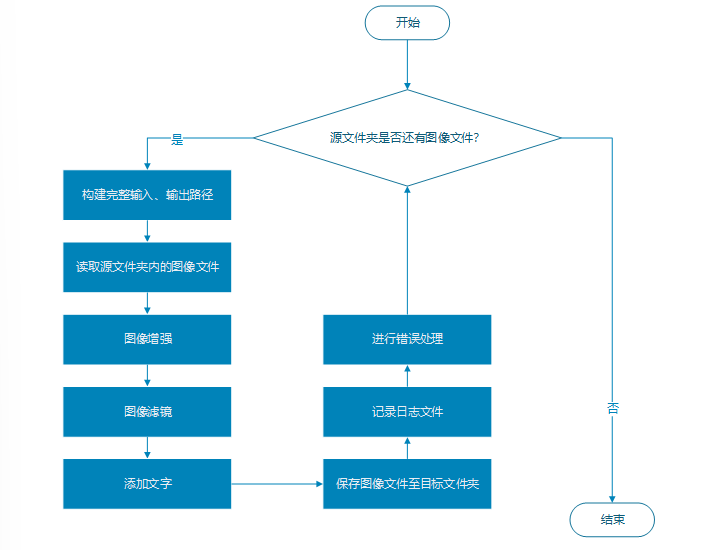 开始
源文件夹是否还有图像文件?
是
构建完整输入、输出路径
读取源文件夹内的图像文件
图像增强
图像滤镜
添加文字
保存图像文件至目标文件夹
记录日志文件
进行错误处理
否
结束